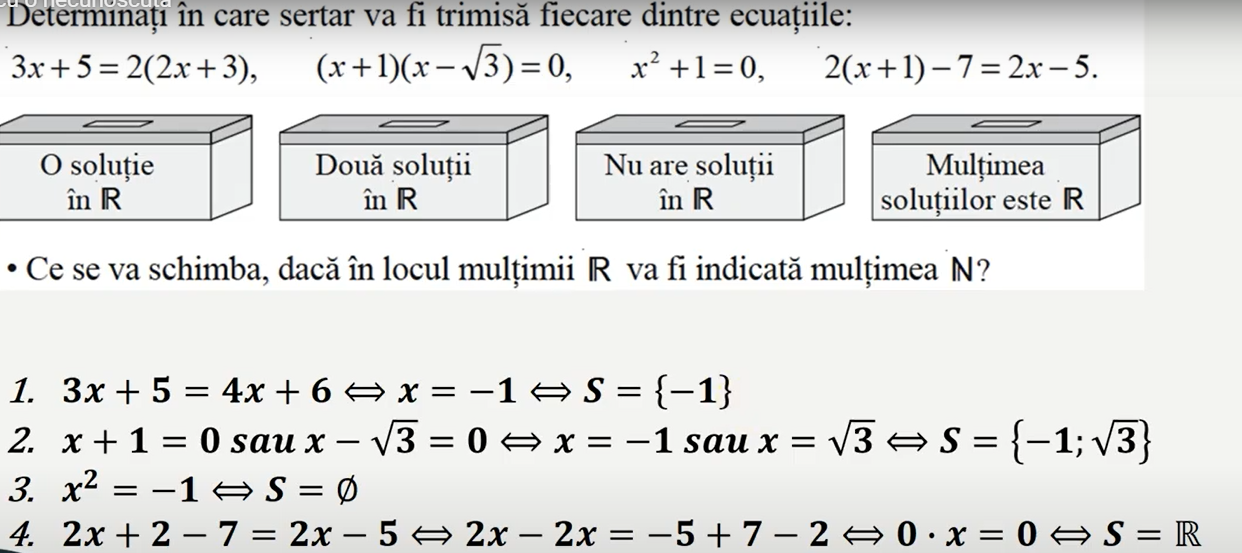 cu o necunoscută
Determinați în care sertar va fi trimisă fiecare dintre ecuațiile:
3x+5=2(2x+3), (x+1)(x−√3)=0, x²+1=0, 2(x+1)−7=2x−5.
O soluție
în ℝ
Două soluții
în ℝ
Nu are soluții
în ℝ
Mulțimea
soluțiilor este ℝ
• Ce se va schimba, dacă în locul mulțimii ℝ va fi indicată mulțimea ℕ?
1. 3x + 5 = 4x + 6 ⟺ x = −1 ⟺ S = {−1}
2. x + 1 = 0 sau x − √3 = 0 ⟺ x = −1 sau x = √3 ⟺ S = {−1; √3}
3. x² = −1 ⟺ S = ∅
4. 2x + 2 − 7 = 2x − 5 ⟺ 2x − 2x = −5 + 7 − 2 ⟺ 0 · x = 0 ⟺ S = ℝ